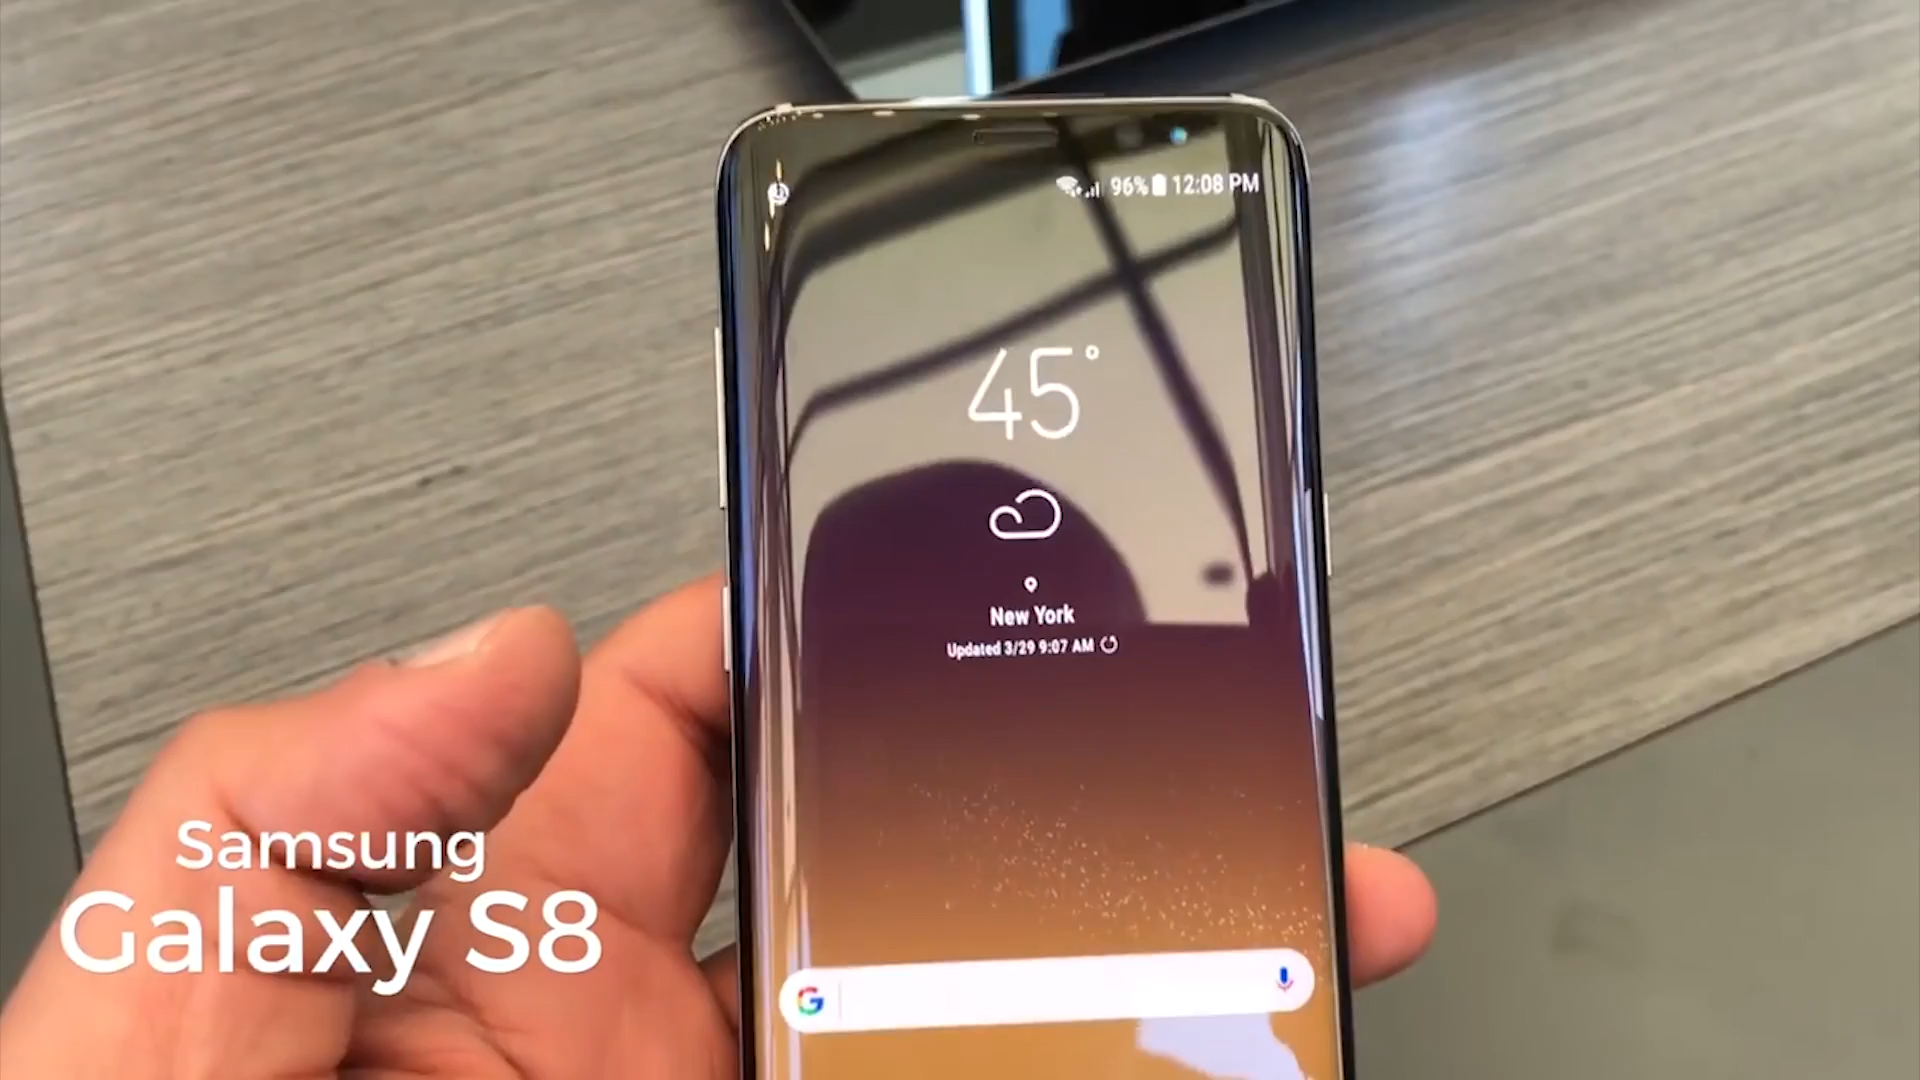 96% 12:08 PM
45°
New York
Updated 3/29 9:07 AM
G
Samsung
Galaxy S8